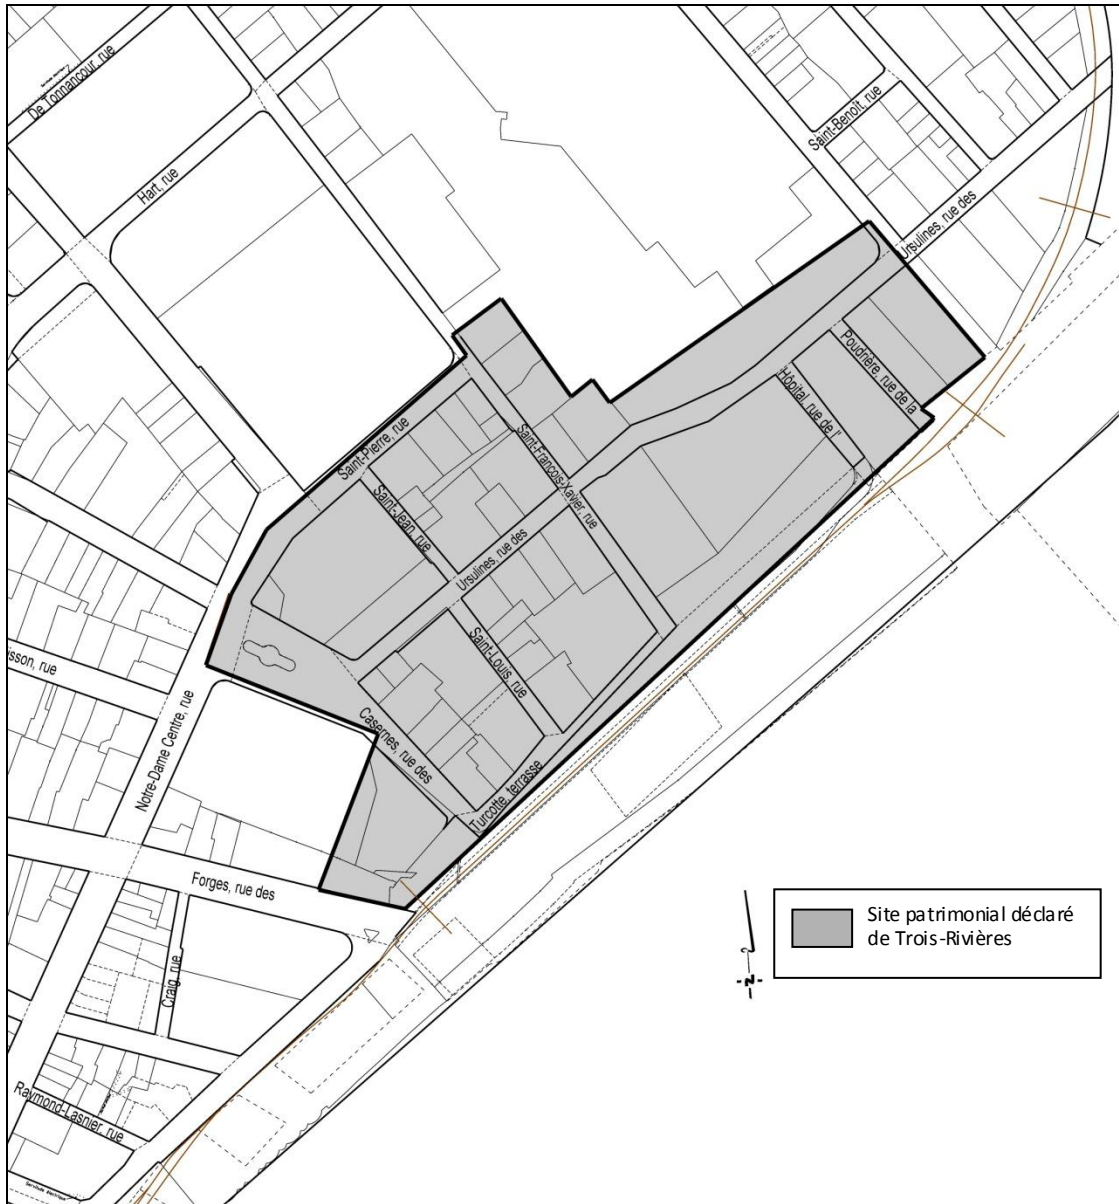 De Tonnancour, rue
Hart, rue
Saint-Benoît, rue
Ursulines, rue des
Poudrière, rue de la
Hôpital, rue de l'
Saint-Pierre, rue
Saint-François-Xavier, rue
Saint-Jean, rue
Ursulines, rue des
Saint-Louis, rue
isson, rue
Casernes, rue des
Notre-Dame Centre, rue
Turcotte, terrasse
Forges, rue des
Craig, rue
Raymond-Lasnier, rue
Site patrimonial déclaré
de Trois-Rivières
N